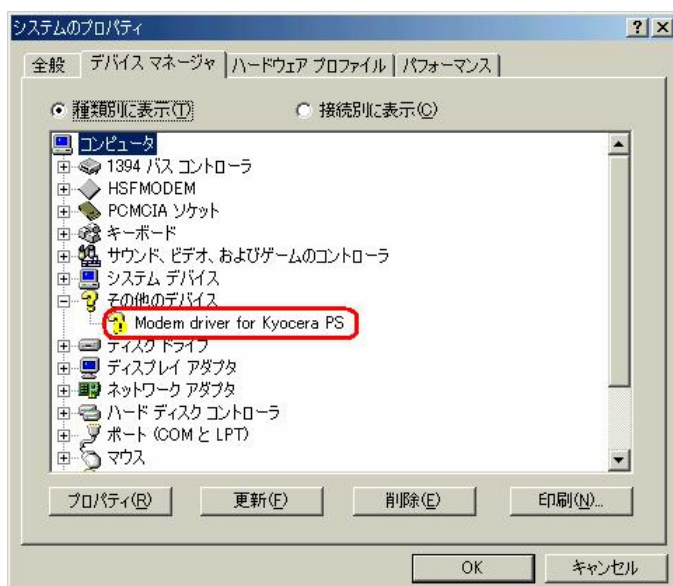 システムのプロパティ
全般 デバイス マネージャ ハードウェア プロファイル パフォーマンス
種類別に表示(T) 接続別に表示(C)
コンピュータ
1394 バス コントローラ
HSFMODEM
PCMCIA ソケット
キーボード
サウンド、ビデオ、およびゲームのコントローラ
システム デバイス
その他のデバイス
Modem driver for Kyocera PS
ディスク ドライブ
ディスプレイ アダプタ
ネットワーク アダプタ
ハード ディスク コントローラ
ポート (COM と LPT)
マウス
プロパティ(R) 更新(F) 削除(E) 印刷(N)...
OK キャンセル